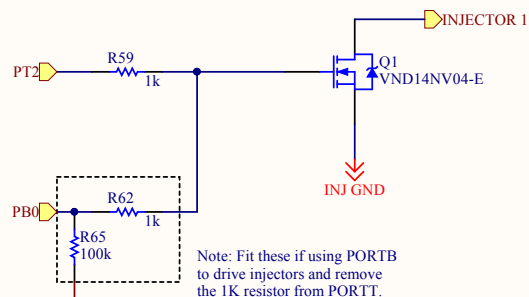 INJECTOR 1
R59
PT2
1k
Q1
VND14NV04-E
INJ GND
R62
PB0
1k
R65
100k
Note: Fit these if using PORTB
to drive injectors and remove
the 1K resistor from PORTT.